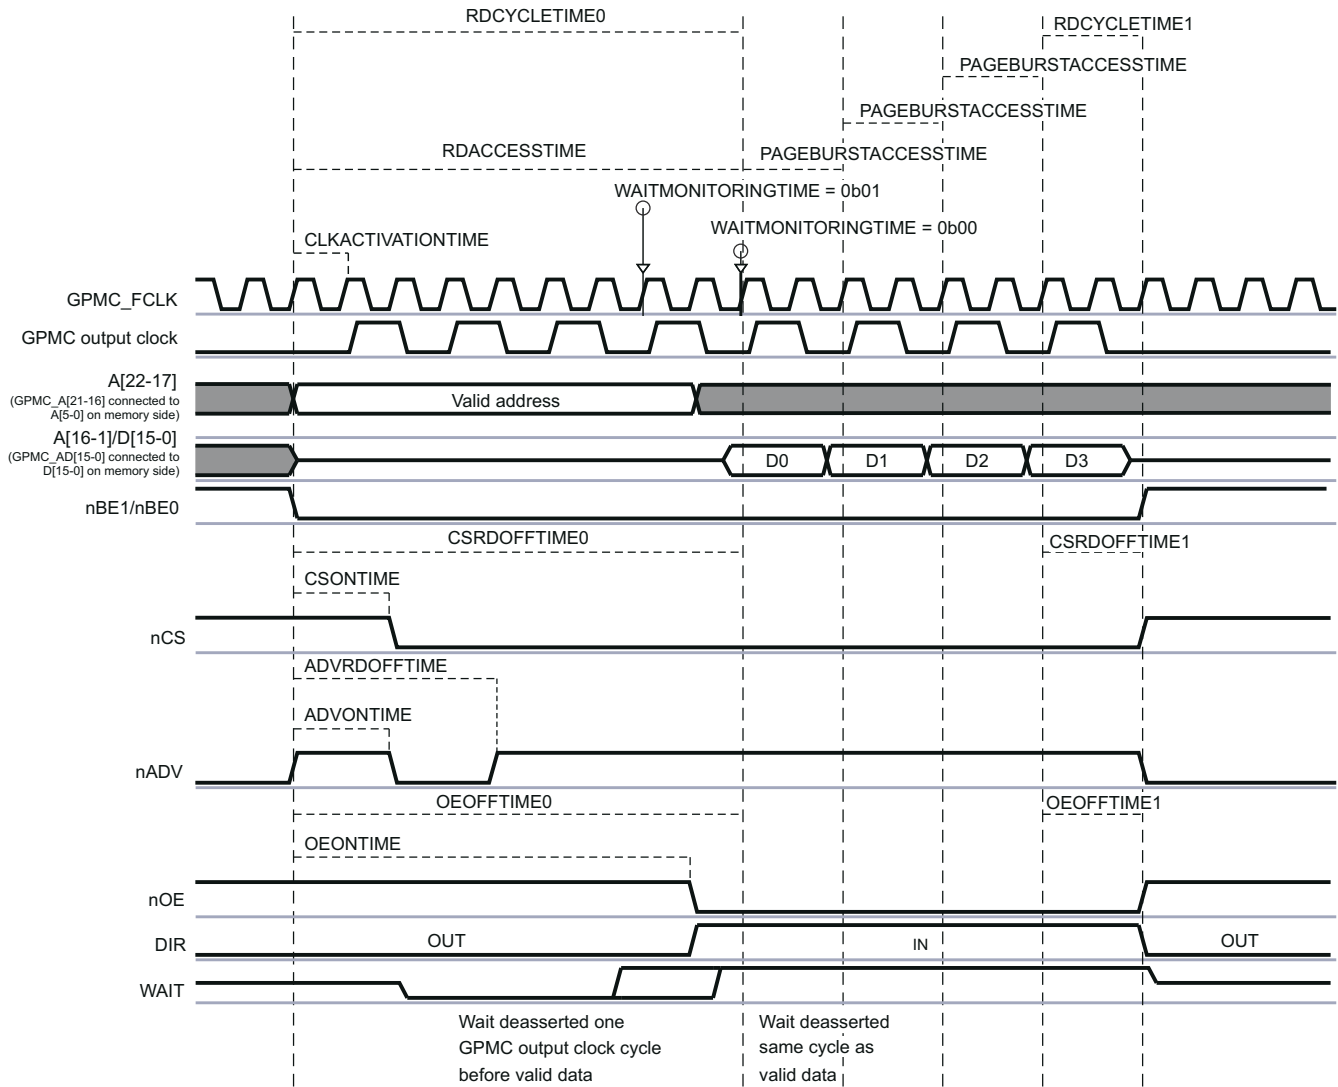 RDCYCLETIME0
RDCYCLETIME1
PAGEBURSTACCESSTIME
PAGEBURSTACCESSTIME
RDACCESSTIME
PAGEBURSTACCESSTIME
WAITMONITORINGTIME = 0b01
WAITMONITORINGTIME = 0b00
CLKACTIVATIONTIME
GPMC_FCLK
GPMC output clock
A[22-17]
(GPMC_A[21-16] connected to
A[5-0] on memory side)
Valid address
A[16-1]/D[15-0]
(GPMC_AD[15-0] connected to
D[15-0] on memory side)
D0
D1
D2
D3
nBE1/nBE0
CSRDOFFTIME0
CSRDOFFTIME1
CSONTIME
nCS
ADVRDOFFTIME
ADVONTIME
nADV
OEOFFTIME0
OEOFFTIME1
OEONTIME
nOE
DIR
OUT
IN
OUT
WAIT
Wait deasserted one
GPMC output clock cycle
before valid data
Wait deasserted
same cycle as
valid data